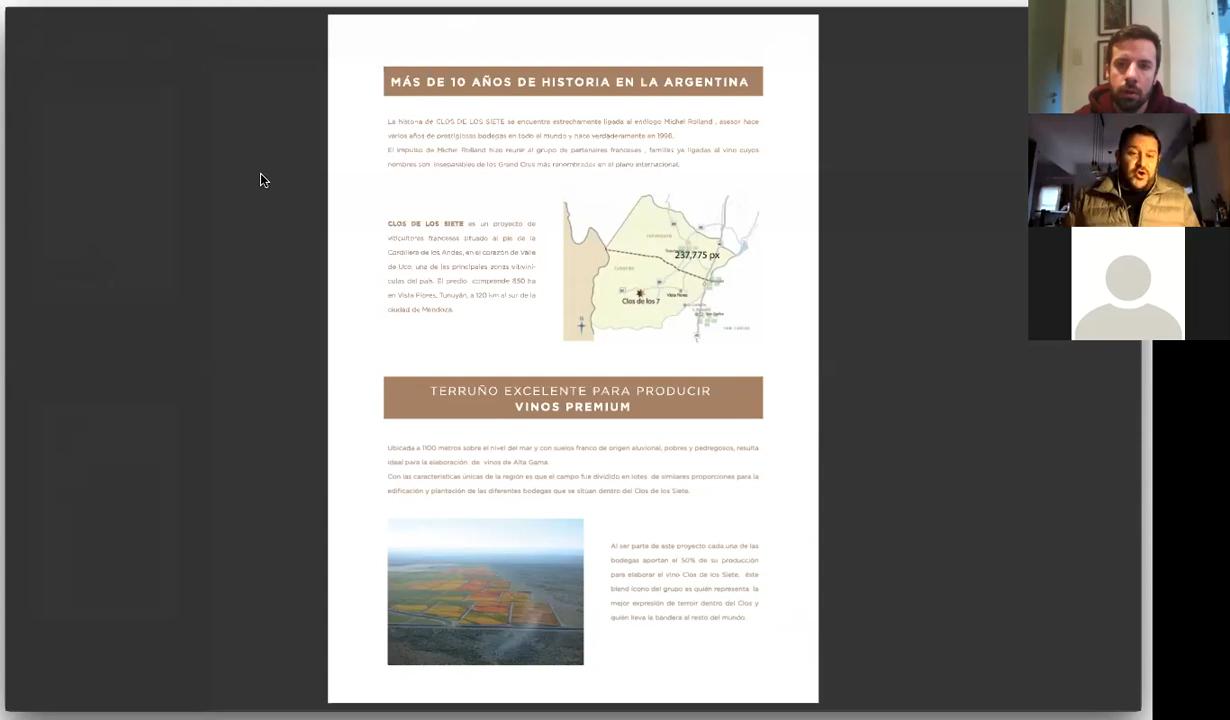 MÁS DE 10 AÑOS DE HISTORIA EN LA ARGENTINA
La historia de CLOS DE LOS SIETE se encuentra estrechamente ligada al enólogo Michel Rolland , asesor hace
varios años de prestigiosas bodegas en todo el mundo y nace verdaderamente en 1996.
El impulso de Michel Rolland hizo reunir al grupo de partenaires franceses , familias ya ligadas al vino cuyos
nombres son inseparables de los Grand Crus más renombrados en el plano internacional.
CLOS DE LOS SIETE es un proyecto de
viticultores franceses situado al pie de la
Cordillera de los Andes, en el corazón de Valle
de Uco, una de las principales zonas vitiviní-
colas del país. El predio comprende 850 ha
en Vista Flores, Tunuyán, a 120 km al sur de la
ciudad de Mendoza.
237,775 px
Clos de los 7
Vista Flores
SAN CARLOS
N
TERRUÑO EXCELENTE PARA PRODUCIR
VINOS PREMIUM
Ubicada a 1100 metros sobre el nivel del mar y con suelos franco de origen aluvional, pobres y pedregosos, resulta
ideal para la elaboración de vinos de Alta Gama.
Con las características únicas de la región es que el campo fue dividido en lotes de similares proporciones para la
edificación y plantación de las diferentes bodegas que se sitúan dentro del Clos de los Siete.
Al ser parte de este proyecto cada una de las
bodegas aportan el 50% de su producción
para elaborar el vino Clos de los Siete, éste
blend ícono del grupo es quién representa la
mejor expresión de terroir dentro del Clos y
quién lleva la bandera al resto del mundo.